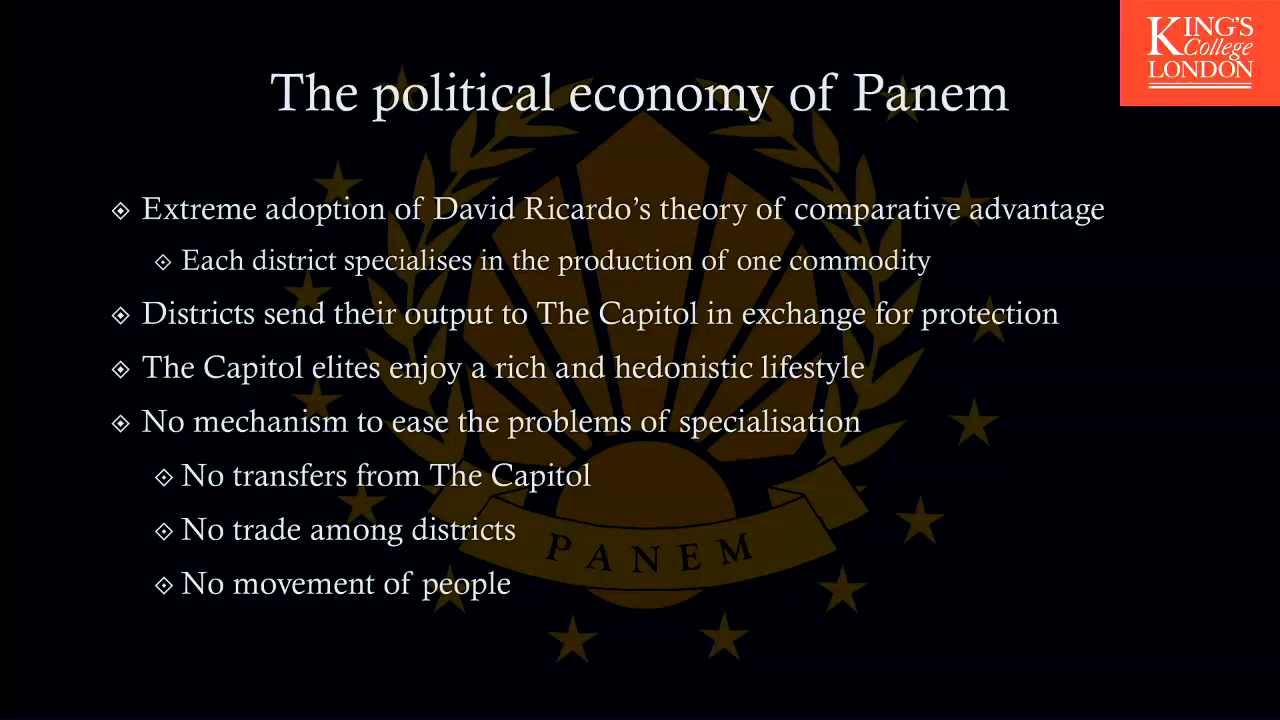 KING'S
College
LONDON
The political economy of Panem
Extreme adoption of David Ricardo’s theory of comparative advantage
Each district specialises in the production of one commodity
Districts send their output to The Capitol in exchange for protection
The Capitol elites enjoy a rich and hedonistic lifestyle
No mechanism to ease the problems of specialisation
No transfers from The Capitol
No trade among districts
No movement of people
PANEM